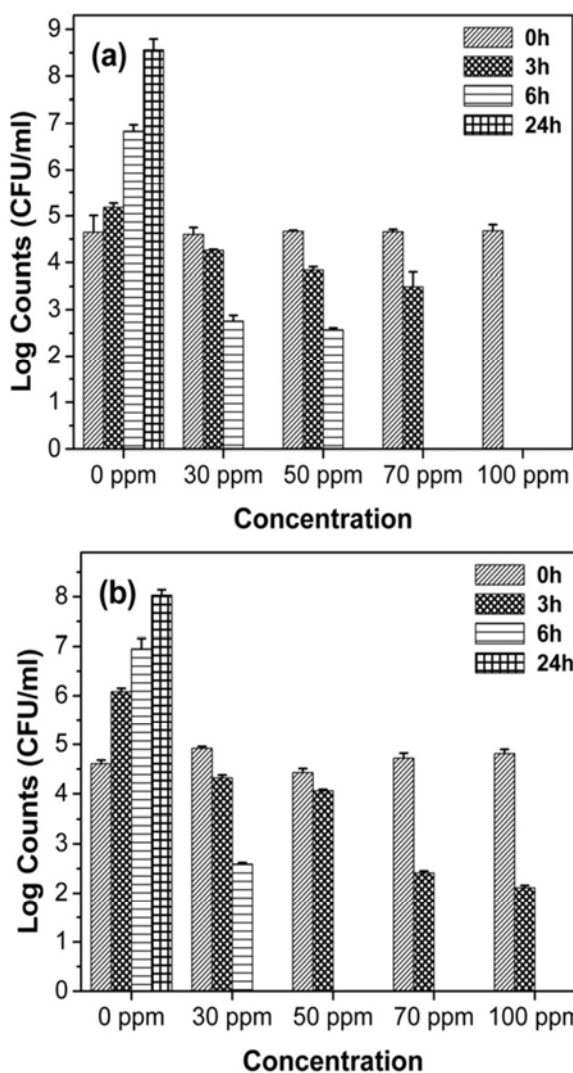 (a)
0h
3h
6h
24h
9
8
7
6
5
4
3
2
1
0
Log Counts (CFU/ml)
0 ppm 30 ppm 50 ppm 70 ppm 100 ppm
Concentration
(b)
0h
3h
6h
24h
8
7
6
5
4
3
2
1
0
Log Counts (CFU/ml)
0 ppm 30 ppm 50 ppm 70 ppm 100 ppm
Concentration